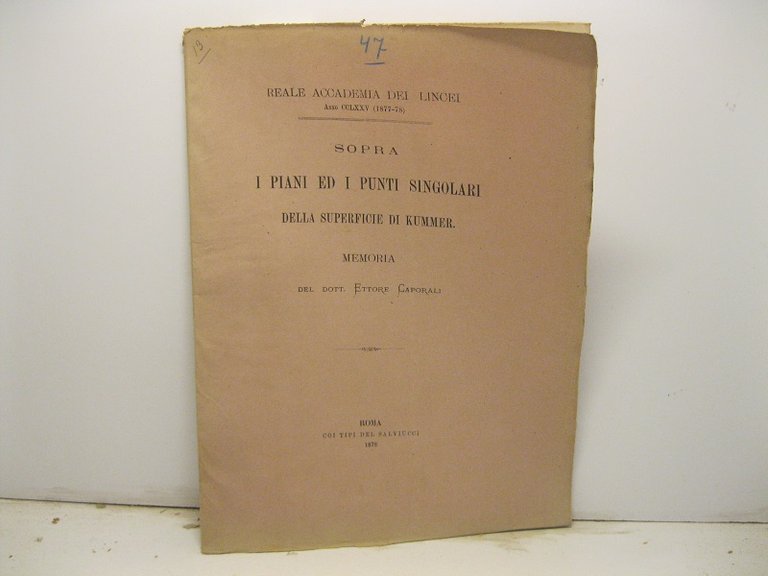 13
47
REALE ACCADEMIA DEI LINCEI
ANNO CCLXXV (1877-78)
SOPRA
I PIANI ED I PUNTI SINGOLARI
DELLA SUPERFICIE DI KUMMER.
MEMORIA
DEL DOTT. ETTORE CAPORALI
ROMA
COI TIPI DEL SALVIUCCI
1878